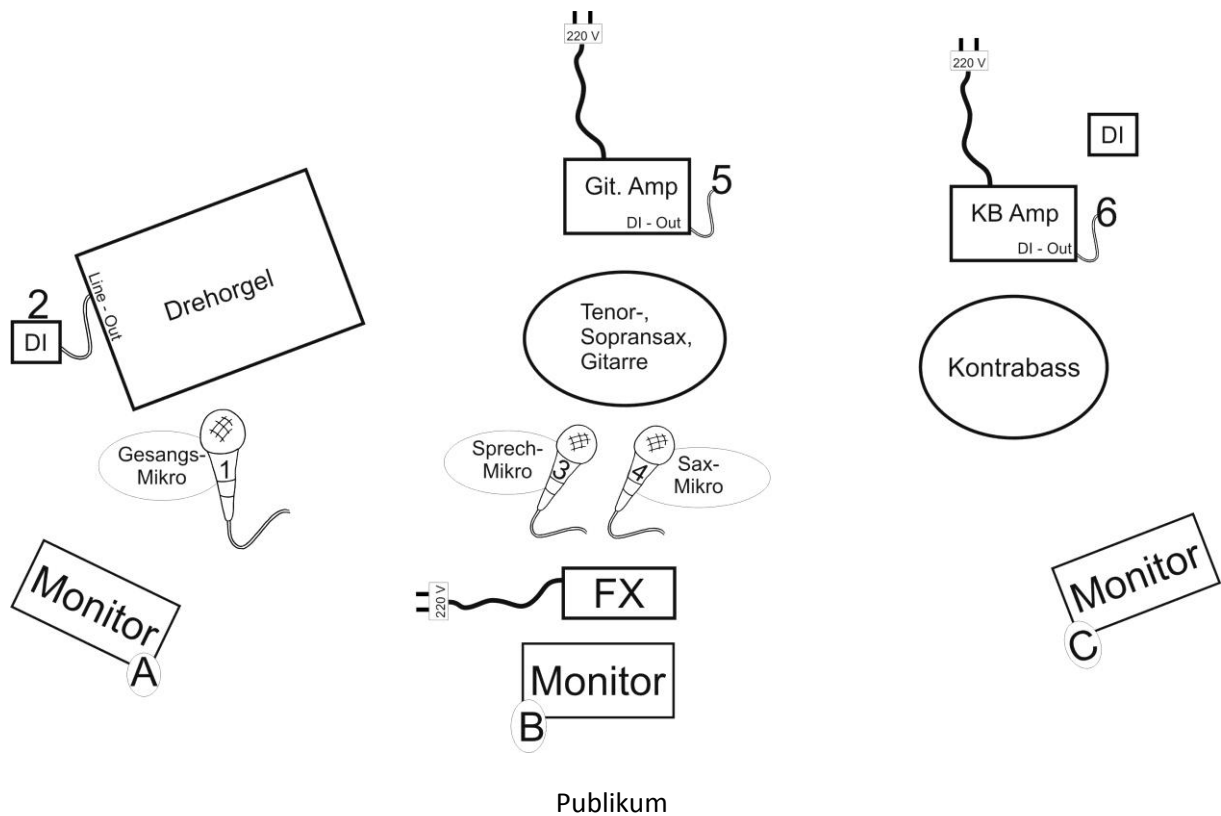 220 V
220 V
DI
Git. Amp
DI - Out
5
KB Amp
DI - Out
6
Line - Out
Drehorgel
2
DI
Tenor-,
Sopransax,
Gitarre
Kontrabass
Gesangs-
Mikro
1
Sprech-
Mikro
3
4
Sax-
Mikro
Monitor
A
220 V
FX
Monitor
B
Monitor
C
Publikum